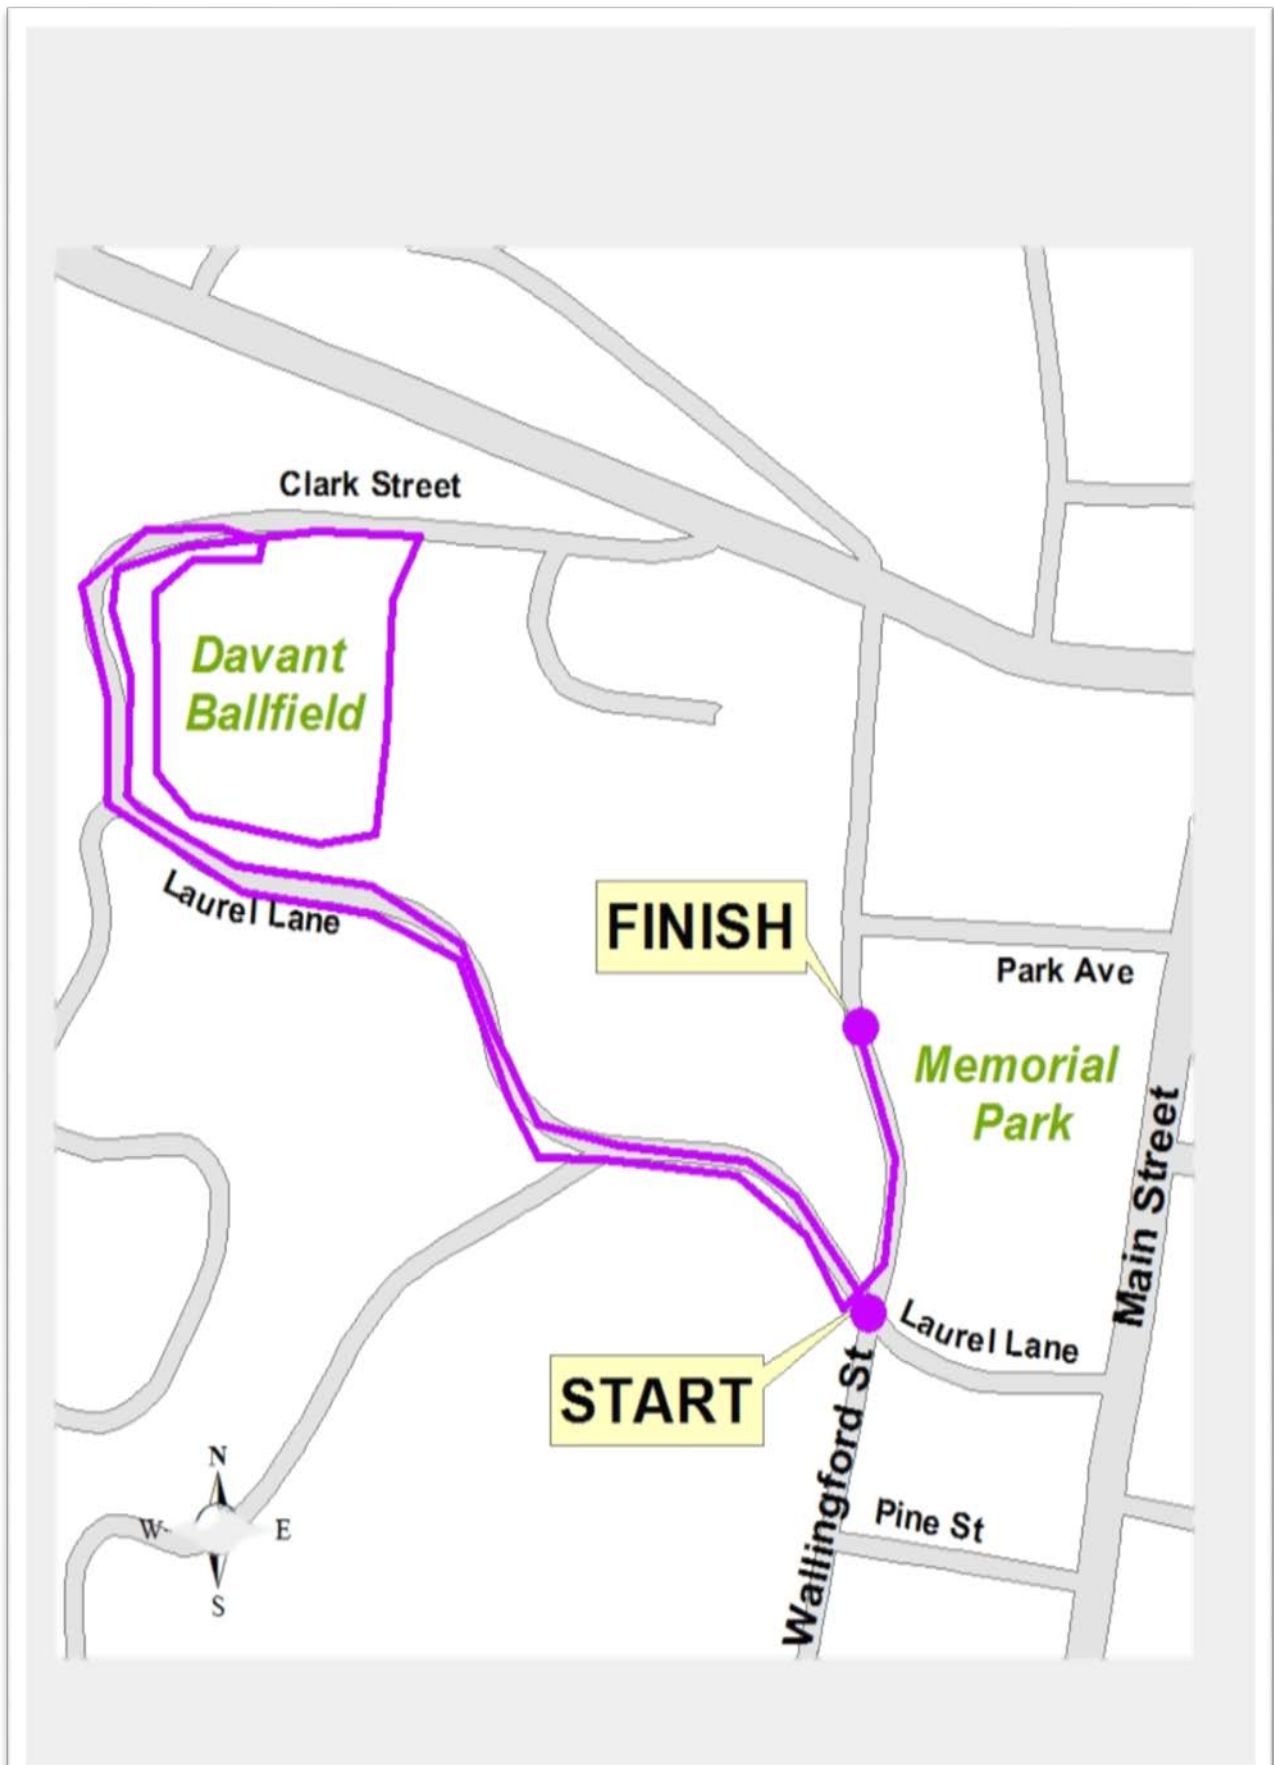 Clark Street
Davant
Ballfield
Laurel Lane
FINISH
Park Ave
Memorial
Park
Main Street
Laurel Lane
START
Wallingford St
Pine St
N
W
E
S